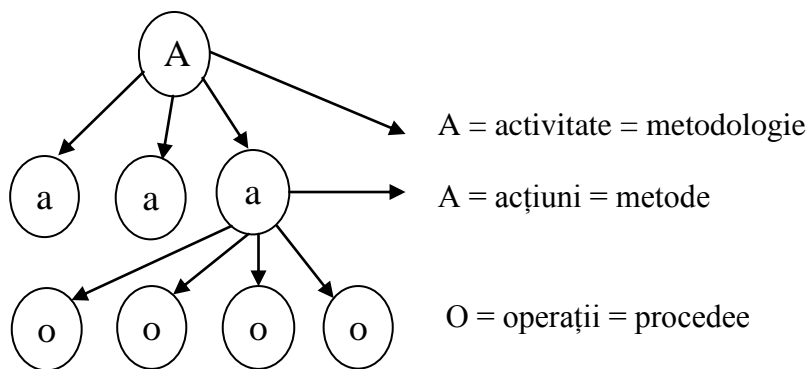 A
A = activitate = metodologie
a a a
A = acțiuni = metode
o o o o
O = operații = procedee